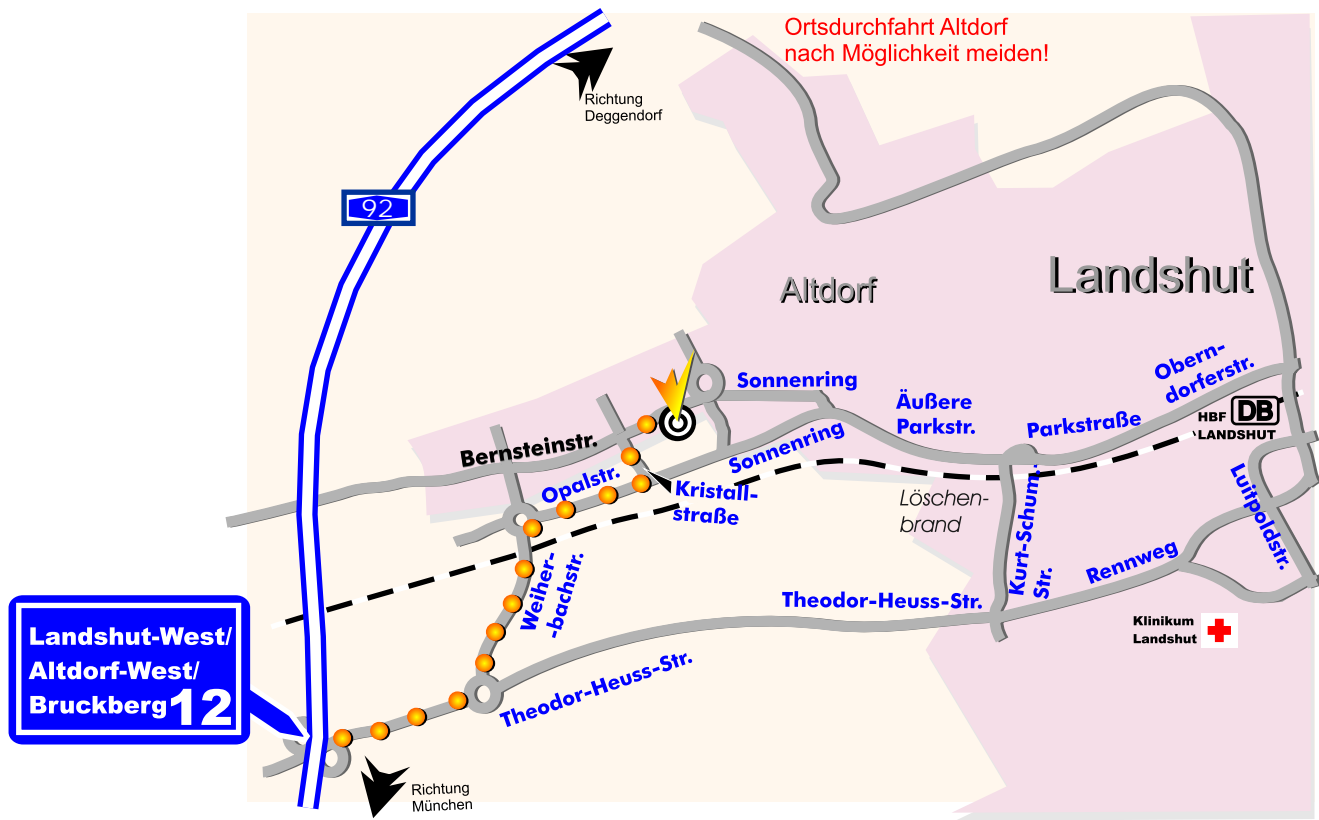 Ortsdurchfahrt Altdorf
nach Möglichkeit meiden!
Richtung
Deggendorf
92
Altdorf
Landshut
Sonnenring
Äußere
Parkstr.
Obern-
dorferstr.
Parkstraße
HBF DB
LANDSHUT
Bernsteinstr.
Sonnenring
Opalstr.
Kristall-
straße
Löschen-
brand
Luitpoldstr.
Kurt-Schum.-
Str.
Rennweg
Weiher-
-bachstr.
Theodor-Heuss-Str.
Klinikum
Landshut
Landshut-West/
Altdorf-West/
Bruckberg 12
Theodor-Heuss-Str.
Richtung
München